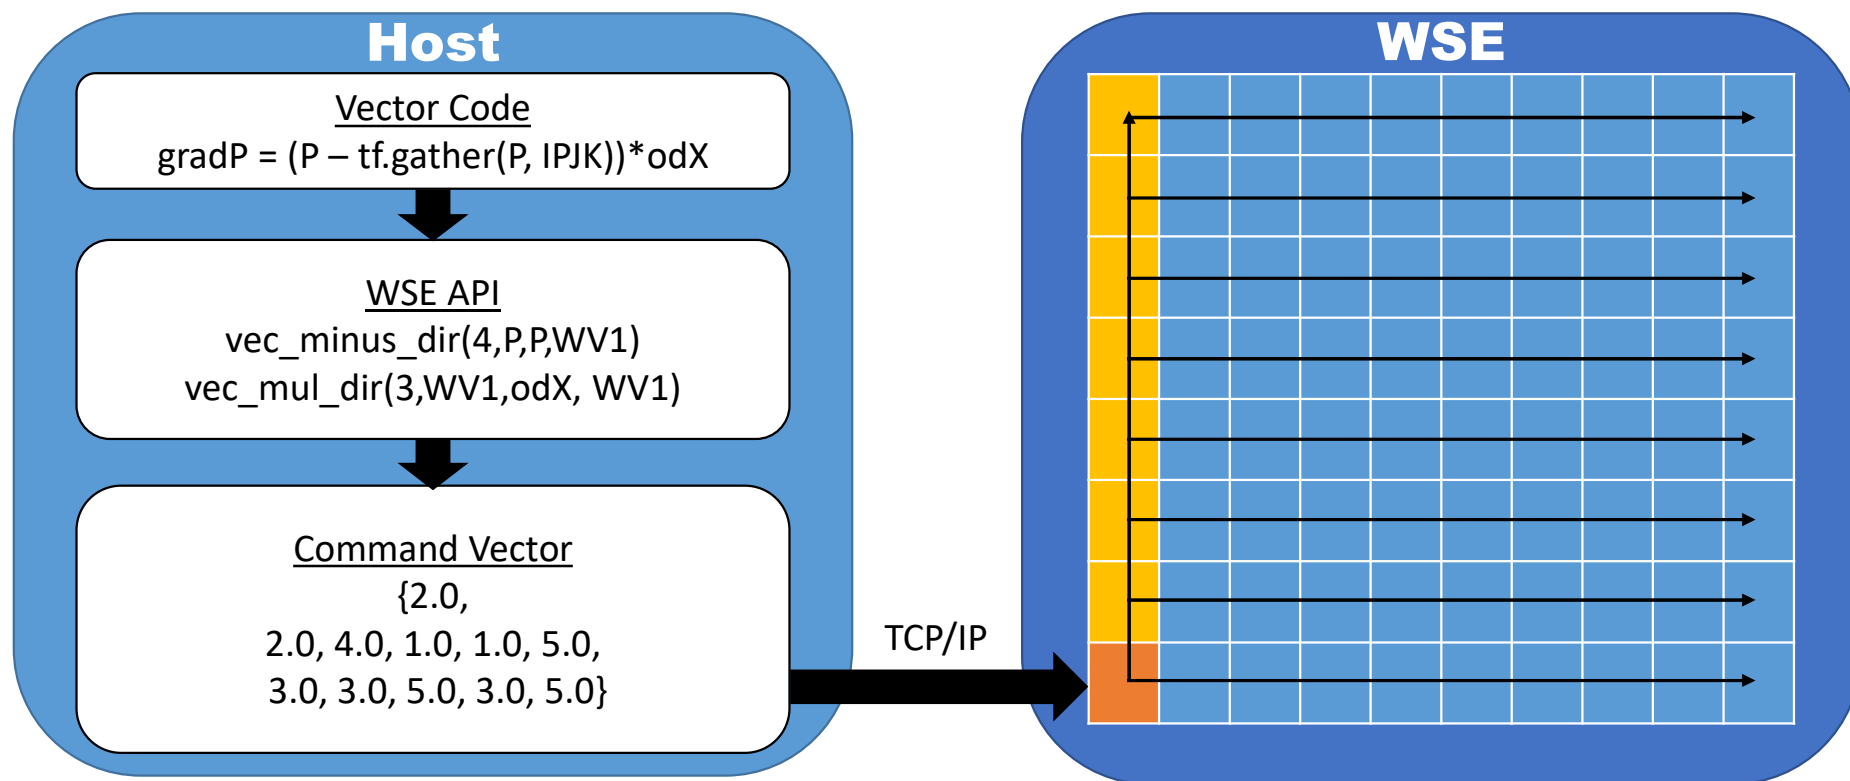 Host
Vector Code
gradP = (P – tf.gather(P, IPJK))*odX
WSE API
vec_minus_dir(4,P,P,WV1)
vec_mul_dir(3,WV1,odX, WV1)
Command Vector
{2.0,
2.0, 4.0, 1.0, 1.0, 5.0,
3.0, 3.0, 5.0, 3.0, 5.0}
TCP/IP
WSE